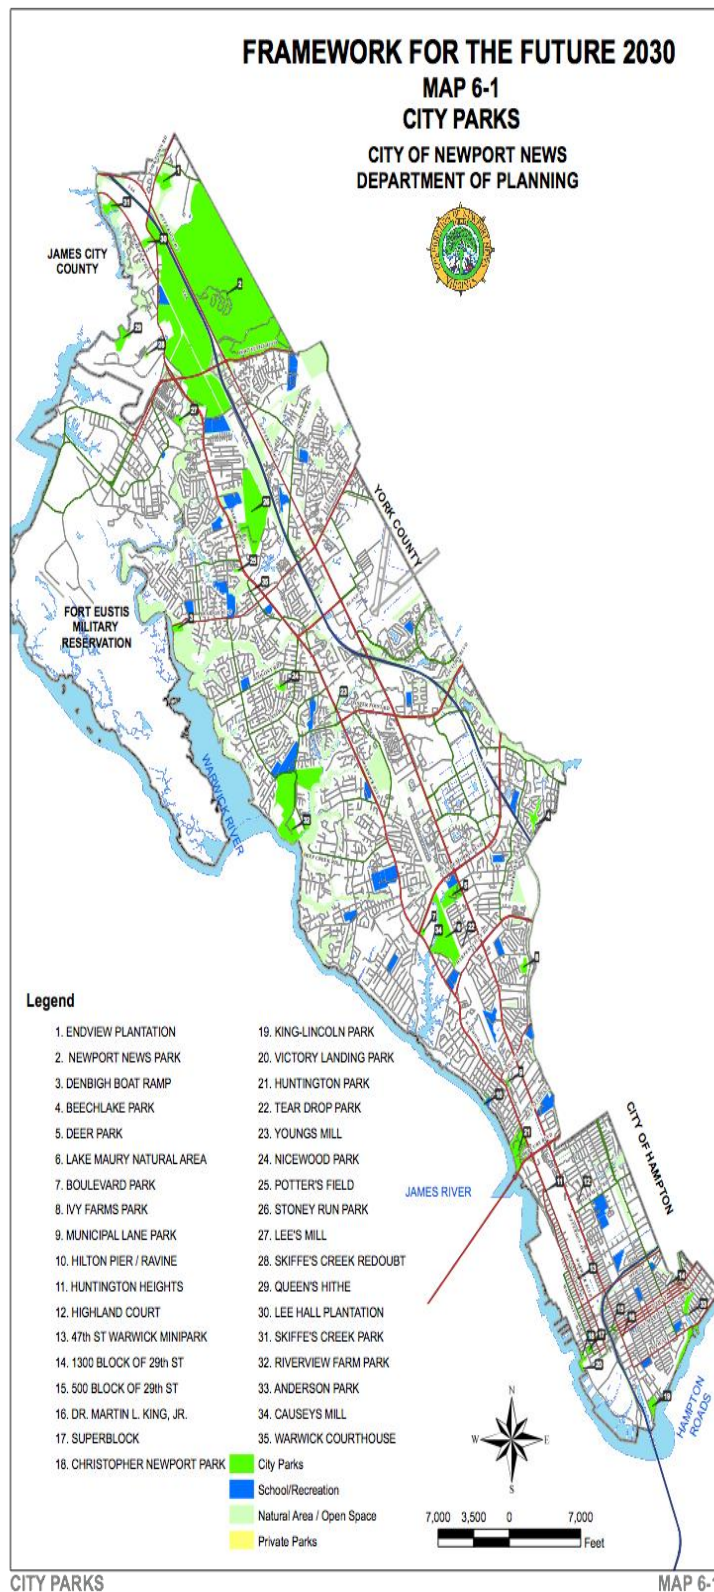 FRAMEWORK FOR THE FUTURE 2030
MAP 6-1
CITY PARKS
CITY OF NEWPORT NEWS
DEPARTMENT OF PLANNING
JAMES CITY
COUNTY
YORK COUNTY
FORT EUSTIS
MILITARY
RESERVATION
WARWICK RIVER
Legend
1. ENDVIEW PLANTATION
2. NEWPORT NEWS PARK
3. DENBIGH BOAT RAMP
4. BEECHLAKE PARK
5. DEER PARK
6. LAKE MAURY NATURAL AREA
7. BOULEVARD PARK
8. IVY FARMS PARK
9. MUNICIPAL LANE PARK
10. HILTON PIER / RAVINE
11. HUNTINGTON HEIGHTS
12. HIGHLAND COURT
13. 47th ST WARWICK MINIPARK
14. 1300 BLOCK OF 29th ST
15. 500 BLOCK OF 29th ST
16. DR. MARTIN L. KING, JR.
17. SUPERBLOCK
18. CHRISTOPHER NEWPORT PARK
19. KING-LINCOLN PARK
20. VICTORY LANDING PARK
21. HUNTINGTON PARK
22. TEAR DROP PARK
23. YOUNGS MILL
24. NICEWOOD PARK
25. POTTER'S FIELD
26. STONEY RUN PARK
27. LEE'S MILL
28. SKIFFE'S CREEK REDOUBT
29. QUEEN'S HITHE
30. LEE HALL PLANTATION
31. SKIFFE'S CREEK PARK
32. RIVERVIEW FARM PARK
33. ANDERSON PARK
34. CAUSEYS MILL
35. WARWICK COURTHOUSE
City Parks
School/Recreation
Natural Area / Open Space
Private Parks
JAMES RIVER
CITY OF HAMPTON
HAMPTON
ROADS
N
W
E
S
7,000 3,500 0 7,000
Feet
CITY PARKS
MAP 6-1